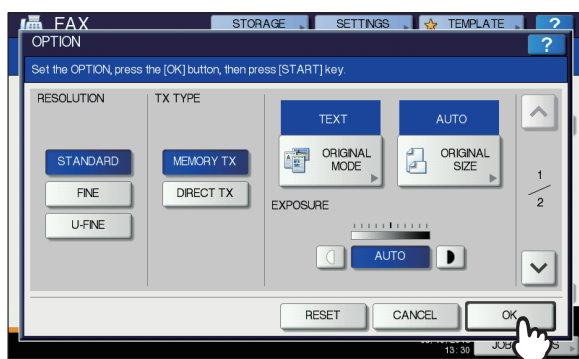 FAX STORAGE SETTINGS TEMPLATE ?
OPTION ?
Set the OPTION, press the [OK] button, then press [START] key.
RESOLUTION TX TYPE
TEXT AUTO
STANDARD MEMORY TX ORIGINAL MODE ORIGINAL SIZE
FINE DIRECT TX
1
2
U-FINE
EXPOSURE
AUTO
RESET CANCEL OK
13:30 JOB S